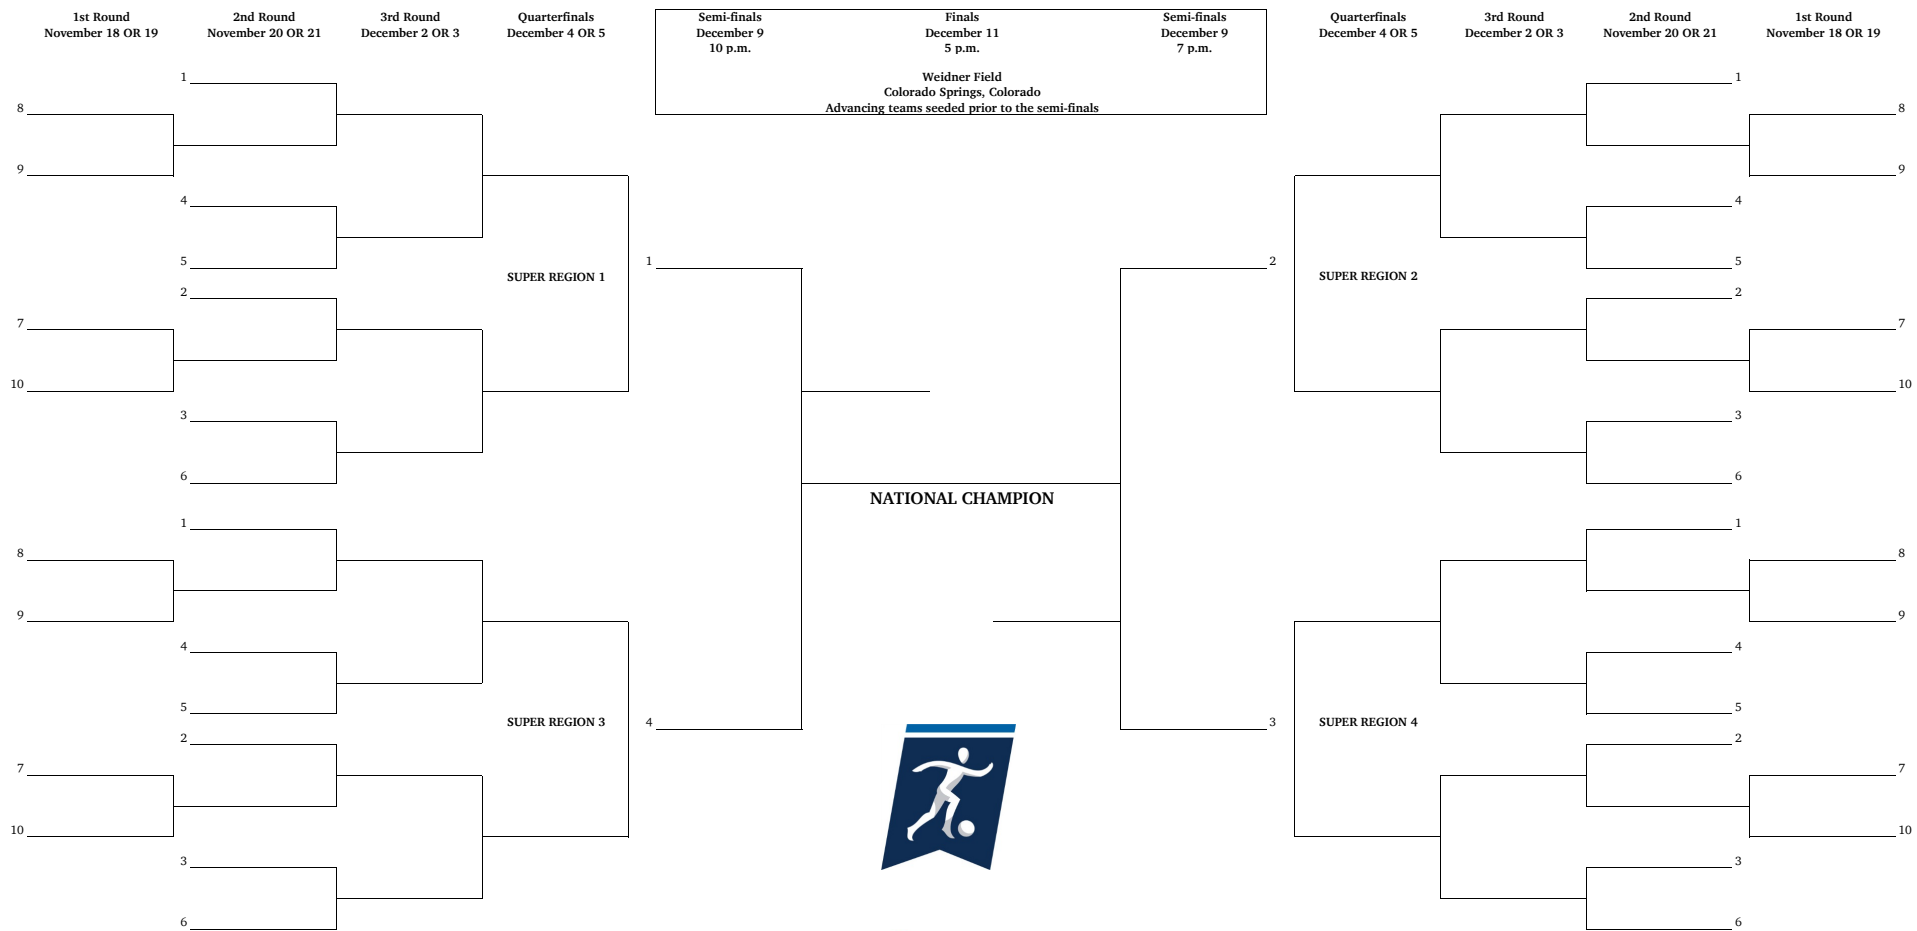 1st Round
November 18 OR 19
2nd Round
November 20 OR 21
3rd Round
December 2 OR 3
Quarterfinals
December 4 OR 5
Semi-finals
December 9
10 p.m.
Finals
December 11
5 p.m.
Semi-finals
December 9
7 p.m.
Weidner Field
Colorado Springs, Colorado
Advancing teams seeded prior to the semi-finals
Quarterfinals
December 4 OR 5
3rd Round
December 2 OR 3
2nd Round
November 20 OR 21
1st Round
November 18 OR 19
1
8
9
4
5
SUPER REGION 1
2
7
10
3
6
1
8
9
4
5
SUPER REGION 3
2
7
10
3
6
1
4
NATIONAL CHAMPION
2
3
1
8
9
4
5
SUPER REGION 2
2
7
10
3
6
1
8
9
4
5
SUPER REGION 4
2
7
10
3
6